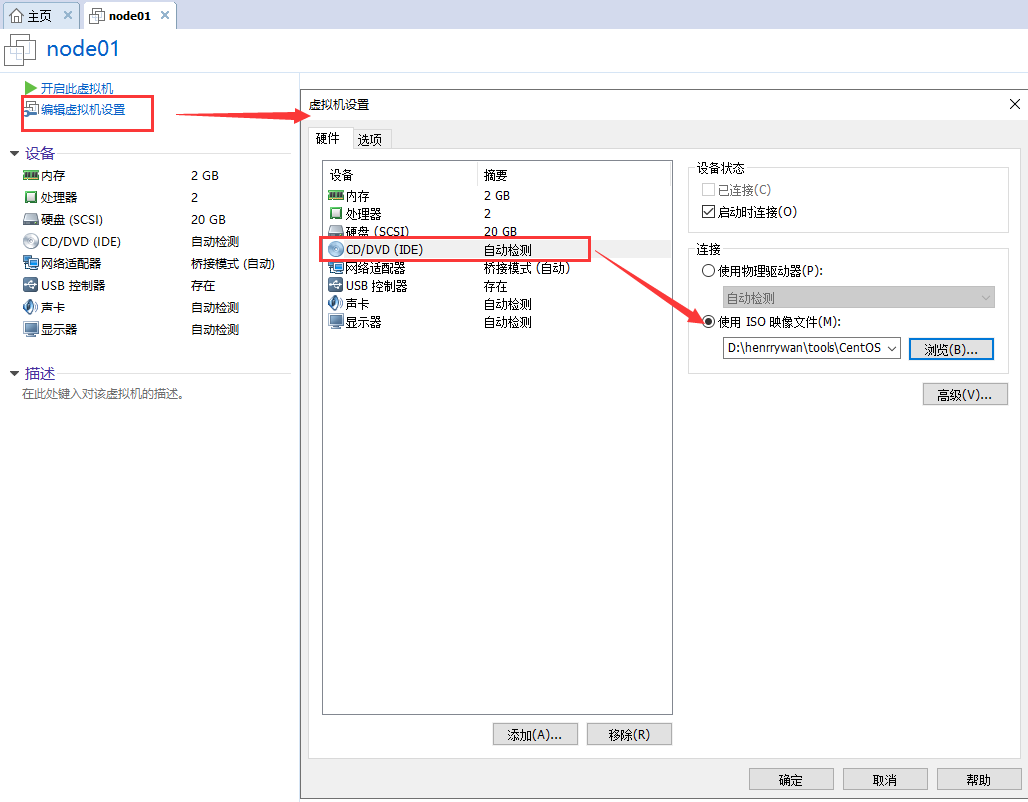 主页
node01
node01
开启此虚拟机
编辑虚拟机设置
设备
内存 2 GB
处理器 2
硬盘 (SCSI) 20 GB
CD/DVD (IDE) 自动检测
网络适配器 桥接模式 (自动)
USB 控制器 存在
声卡 自动检测
显示器 自动检测
描述
在此处键入对该虚拟机的描述。
虚拟机设置
硬件 选项
设备 摘要
内存 2 GB
处理器 2
硬盘 (SCSI) 20 GB
CD/DVD (IDE) 自动检测
网络适配器 桥接模式 (自动)
USB 控制器 存在
声卡 自动检测
显示器 自动检测
添加(A)... 移除(R)
设备状态
已连接(C)
启动时连接(O)
连接
使用物理驱动器(P):
自动检测
使用 ISO 映像文件(M):
D:\henrrywan\tools\CentOS 浏览(B)...
高级(V)...
确定 取消 帮助